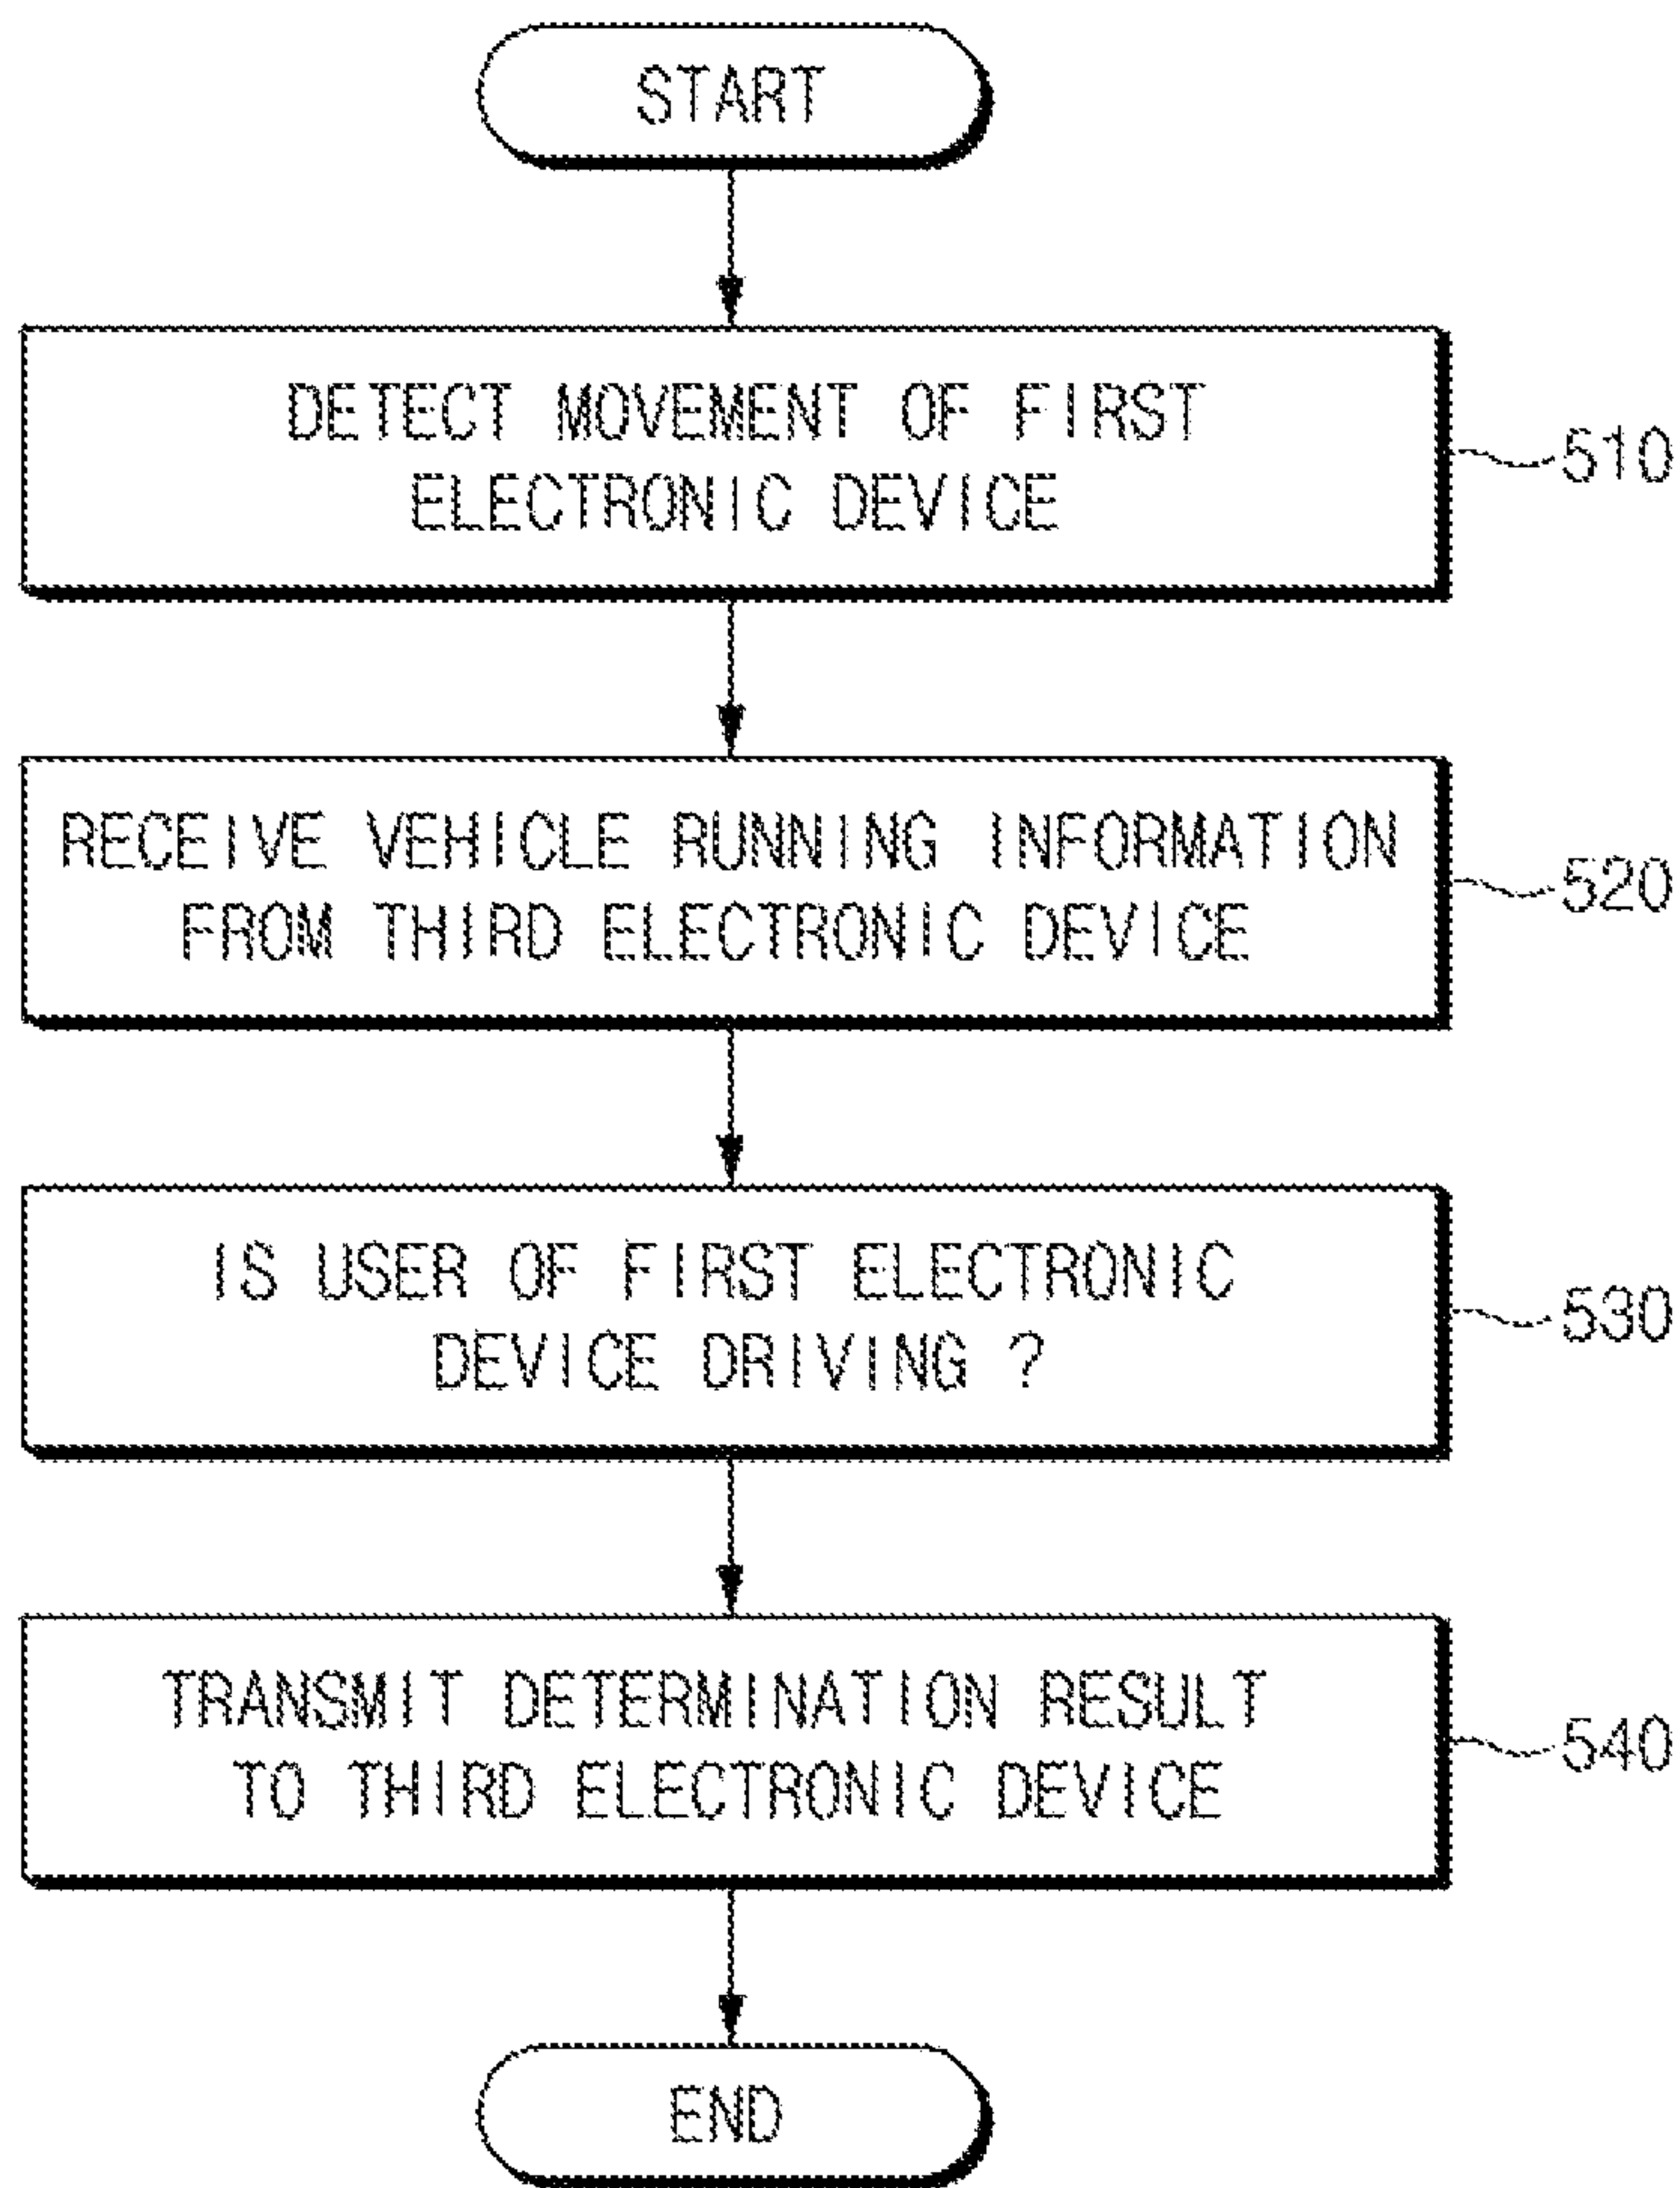 START
DETECT MOVEMENT OF FIRST
ELECTRONIC DEVICE
510
RECEIVE VEHICLE RUNNING INFORMATION
FROM THIRD ELECTRONIC DEVICE
520
IS USER OF FIRST ELECTRONIC
DEVICE DRIVING ?
530
TRANSMIT DETERMINATION RESULT
TO THIRD ELECTRONIC DEVICE
540
END